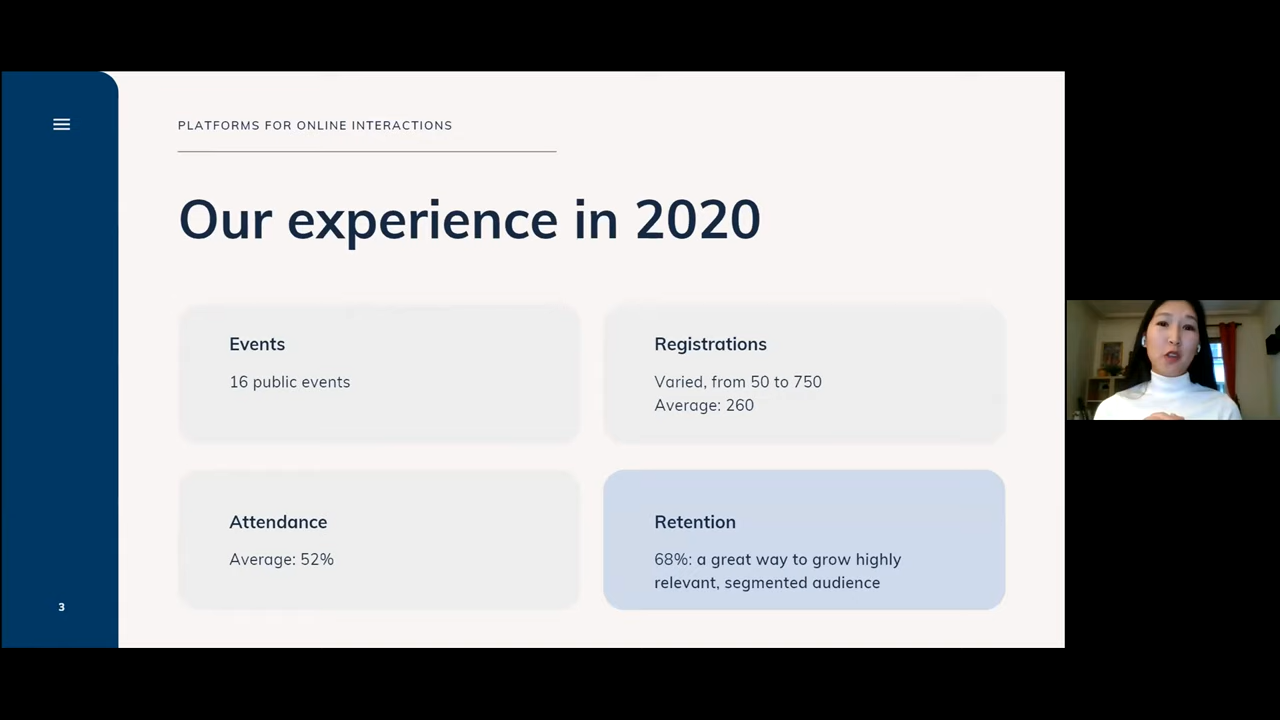 PLATFORMS FOR ONLINE INTERACTIONS
Our experience in 2020
Events
16 public events
Registrations
Varied, from 50 to 750
Average: 260
Attendance
Average: 52%
Retention
68%: a great way to grow highly
relevant, segmented audience
3